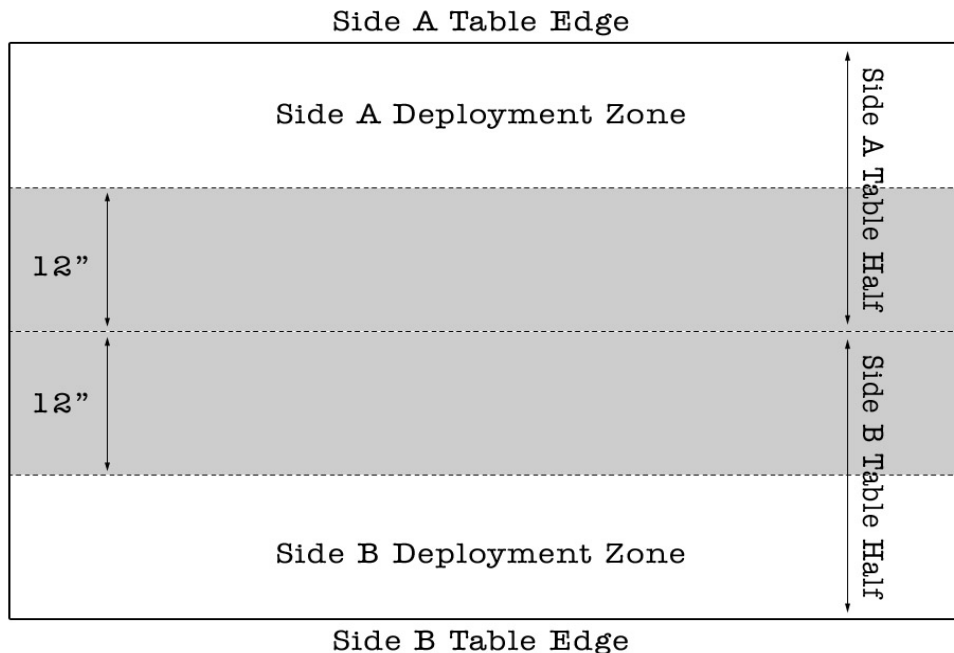 Side A Table Edge
Side A Deployment Zone
Side A Table Half
12”
12”
Side B Table Half
Side B Deployment Zone
Side B Table Edge